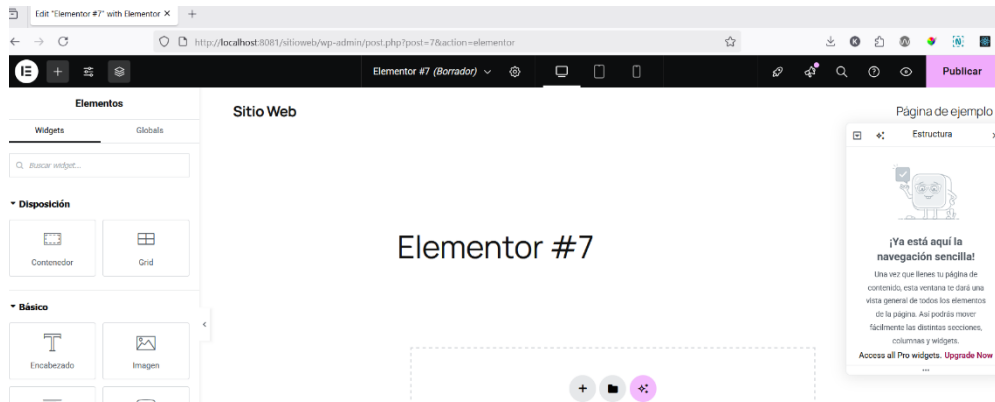 Edit "Elementor #7" with Elementor
http://localhost:8081/sitioweb/wp-admin/post.php?post=7&action=elementor
Elementor #7 (Borrador)
Publicar
Elementos
Widgets
Globals
Buscar widget...
Disposición
Contenedor
Grid
Básico
Encabezado
Imagen
Sitio Web
Página de ejemplo
Elementor #7
Estructura
¡Ya está aquí la
navegación sencilla!
Una vez que llenes tu página de
contenido, esta ventana te dará una
vista general de todos los elementos
de la página. Así podrás mover
fácilmente las distintas secciones,
columnas y widgets.
Access all Pro widgets. Upgrade Now